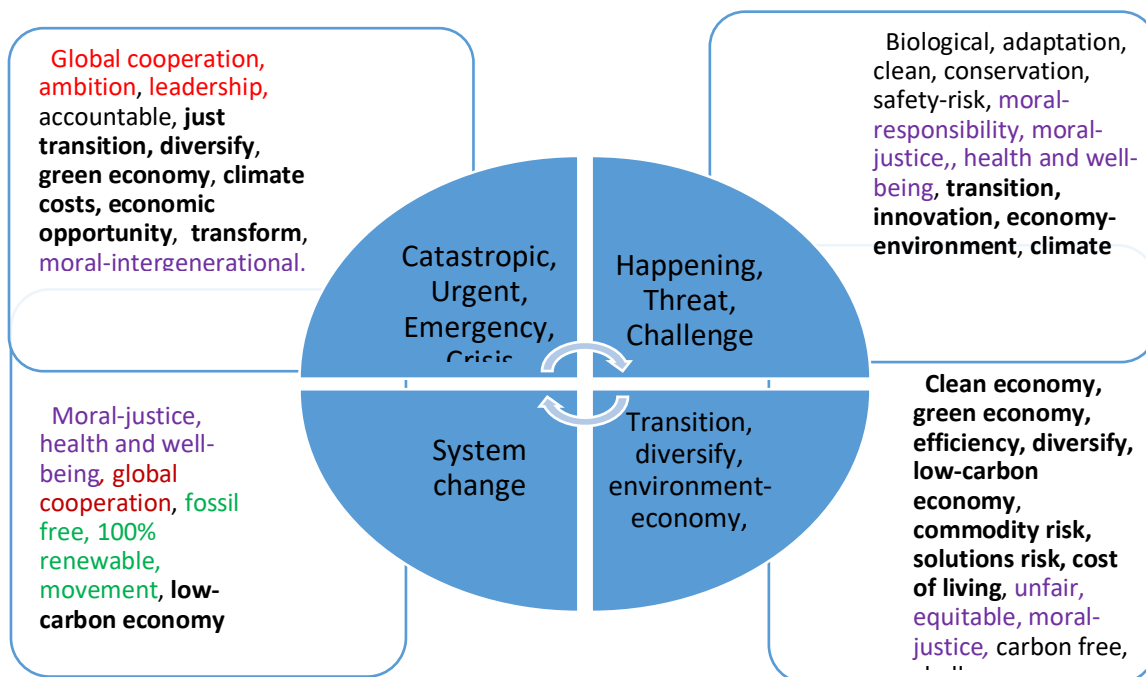 Global cooperation,
ambition, leadership,
accountable, just
transition, diversify,
green economy, climate
costs, economic
opportunity,  transform,
moral-intergenerational.
Biological, adaptation,
clean, conservation,
safety-risk, moral-
responsibility, moral-
justice,, health and well-
being, transition,
innovation, economy-
environment, climate
Catastropic,
Urgent,
Emergency,
Crisis
Happening,
Threat,
Challenge
System
change
Transition,
diversify,
environment-
economy,
Moral-justice,
health and well-
being, global
cooperation, fossil
free, 100%
renewable,
movement, low-
carbon economy
Clean economy,
green economy,
efficiency, diversify,
low-carbon
economy,
commodity risk,
solutions risk, cost
of living, unfair,
equitable, moral-
justice, carbon free,